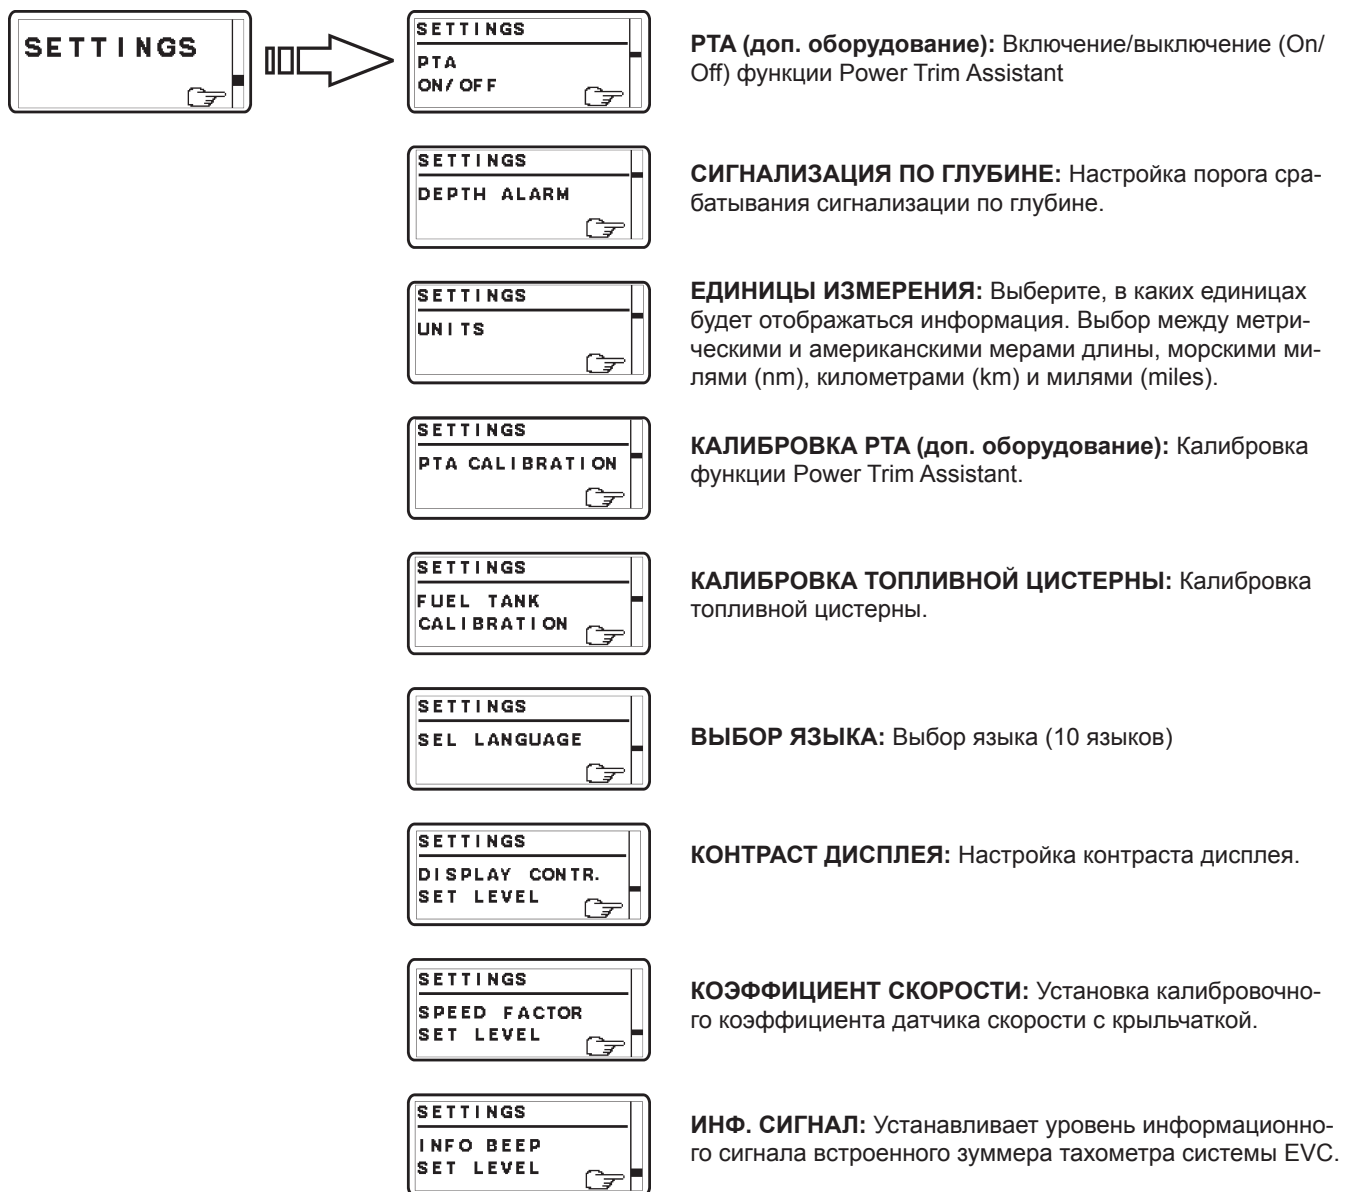 SETTINGS
SETTINGS
PTA
ON/OFF
PTA (доп. оборудование): Включение/выключение (On/
Off) функции Power Trim Assistant
SETTINGS
DEPTH ALARM
СИГНАЛИЗАЦИЯ ПО ГЛУБИНЕ: Настройка порога сра-
батывания сигнализации по глубине.
SETTINGS
UNITS
ЕДИНИЦЫ ИЗМЕРЕНИЯ: Выберите, в каких единицах
будет отображаться информация. Выбор между метри-
ческими и американскими мерами длины, морскими ми-
лями (nm), километрами (km) и милями (miles).
SETTINGS
PTA CALIBRATION
КАЛИБРОВКА PTA (доп. оборудование): Калибровка
функции Power Trim Assistant.
SETTINGS
FUEL TANK
CALIBRATION
КАЛИБРОВКА ТОПЛИВНОЙ ЦИСТЕРНЫ: Калибровка
топливной цистерны.
SETTINGS
SEL LANGUAGE
ВЫБОР ЯЗЫКА: Выбор языка (10 языков)
SETTINGS
DISPLAY CONTR.
SET LEVEL
КОНТРАСТ ДИСПЛЕЯ: Настройка контраста дисплея.
SETTINGS
SPEED FACTOR
SET LEVEL
КОЭФФИЦИЕНТ СКОРОСТИ: Установка калибровочно-
го коэффициента датчика скорости с крыльчаткой.
SETTINGS
INFO BEEP
SET LEVEL
ИНФ. СИГНАЛ: Устанавливает уровень информационно-
го сигнала встроенного зуммера тахометра системы EVC.